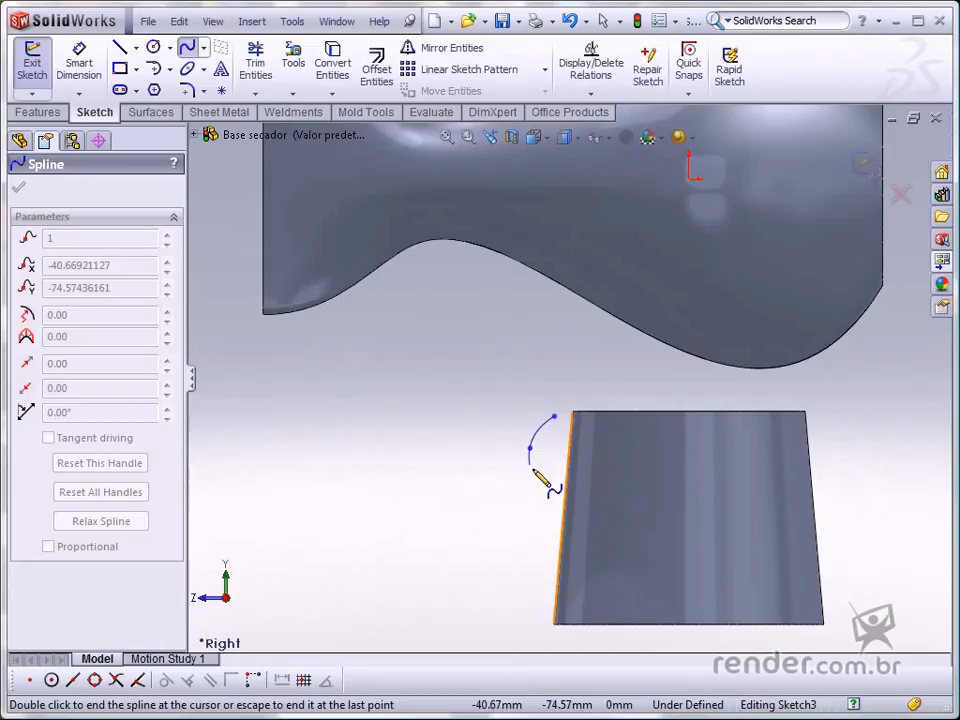 SolidWorks
File Edit View Insert Tools Window Help
s...
SolidWorks Search
Exit Sketch
Smart Dimension
Trim Entities
Tools
Convert Entities
Offset Entities
Mirror Entities
Linear Sketch Pattern
Move Entities
Display/Delete Relations
Repair Sketch
Quick Snaps
Rapid Sketch
Features Sketch Surfaces Sheet Metal Weldments Mold Tools Evaluate DimXpert Office Products
Base secador (Valor predet...
Spline
?
Parameters
1
-40.66921127
-74.57436161
0.00
0.00
0.00
0.00
0.00°
Tangent driving
Reset This Handle
Reset All Handles
Relax Spline
Proportional
Y
Z
*Right
render.com.br
Model Motion Study 1
Double click to end the spline at the cursor or escape to end it at the last point
-40.67mm -74.57mm 0mm Under Defined Editing Sketch3 ?